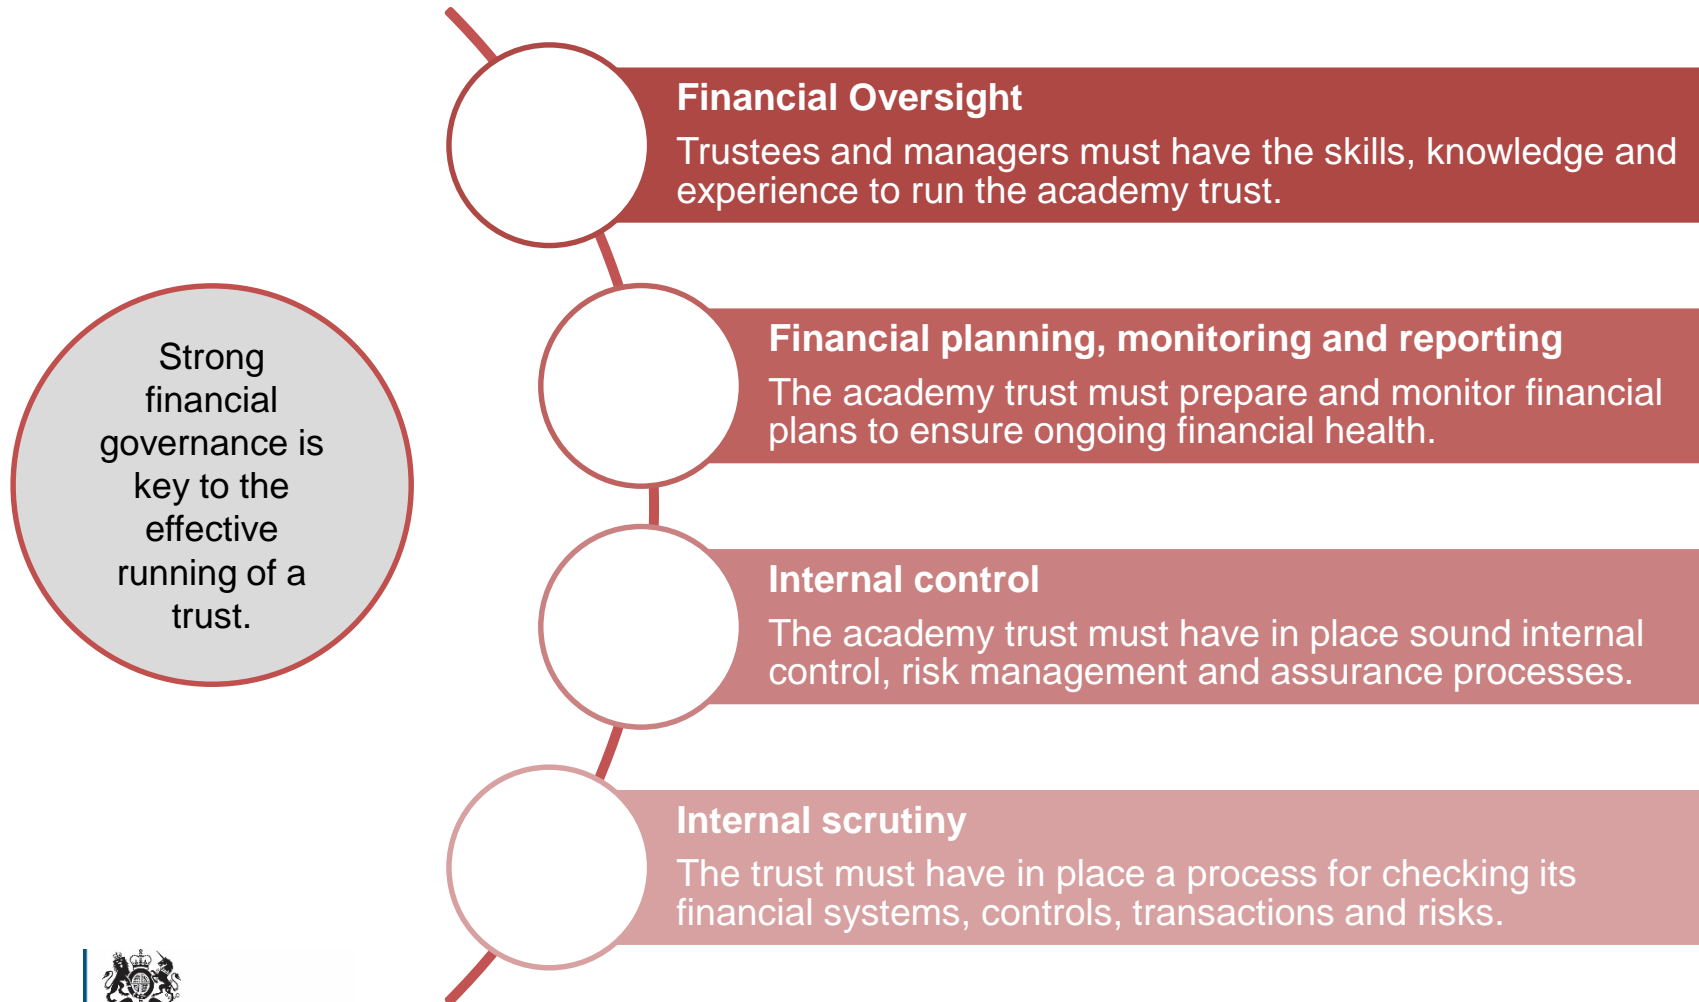 Strong
financial
governance is
key to the
effective
running of a
trust.
Financial Oversight
Trustees and managers must have the skills, knowledge and
experience to run the academy trust.
Financial planning, monitoring and reporting
The academy trust must prepare and monitor financial
plans to ensure ongoing financial health.
Internal control
The academy trust must have in place sound internal
control, risk management and assurance processes.
Internal scrutiny
The trust must have in place a process for checking its
financial systems, controls, transactions and risks.